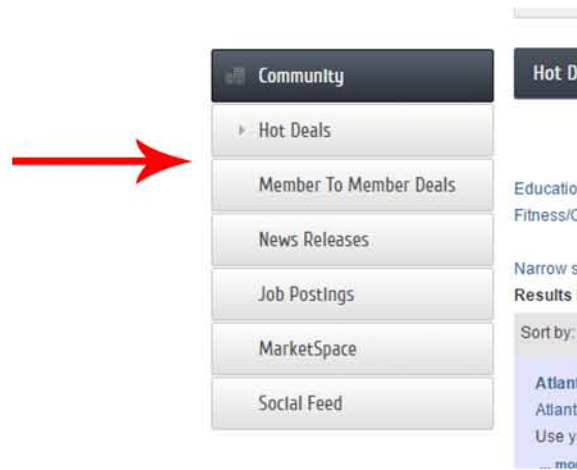 Community
Hot Deals
Member To Member Deals
News Releases
Job Postings
MarketSpace
Social Feed
Hot D
Educatio
Fitness/
Narrow s
Results
Sort by:
Atlant
Atlant
Use y
... mo